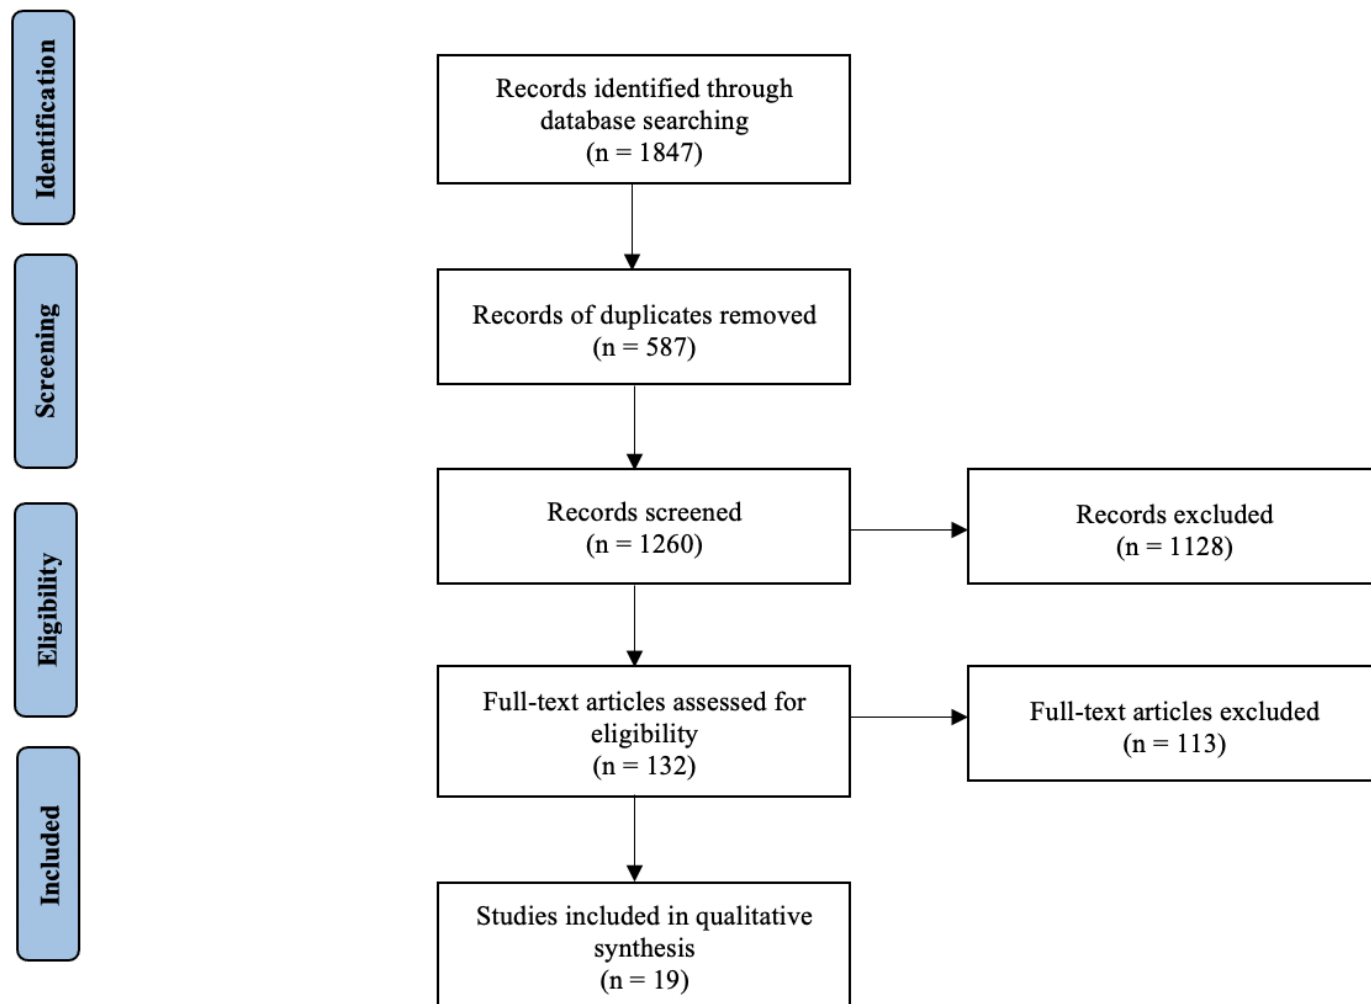 Identification
Records identified through
database searching
(n = 1847)
Screening
Records of duplicates removed
(n = 587)
Records screened
(n = 1260)
Records excluded
(n = 1128)
Eligibility
Full-text articles assessed for
eligibility
(n = 132)
Full-text articles excluded
(n = 113)
Included
Studies included in qualitative
synthesis
(n = 19)